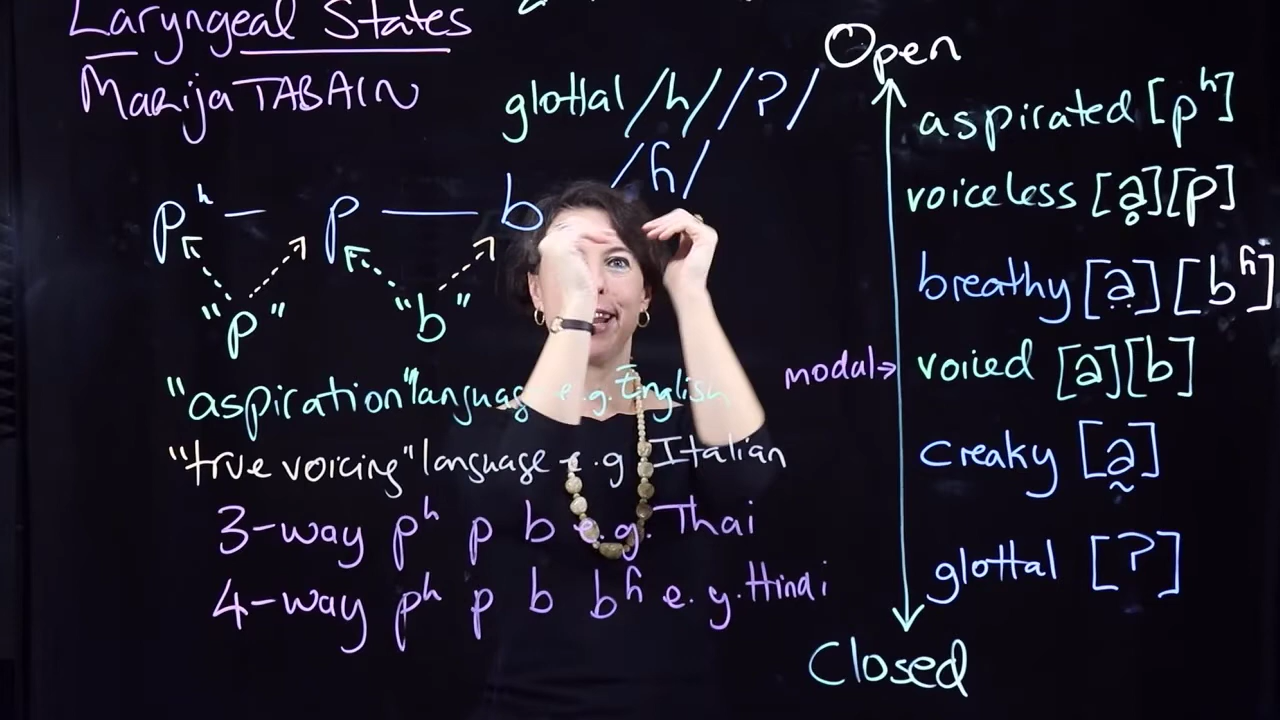 Laryngeal States
Marija TABAIN
glottal /h/ /ʔ/
/ɦ/
pʰ — p — b
"p" "b"
"aspiration" language e.g. English
"true voicing" language e.g Italian
3-way pʰ p b e.g. Thai
4-way pʰ p b bʱ e.g. Hindi
Open
aspirated [pʰ]
voiceless [ḁ][p]
breathy [a̤][bʱ]
modal→ voiced [a][b]
creaky [a̰]
glottal [ʔ]
Closed